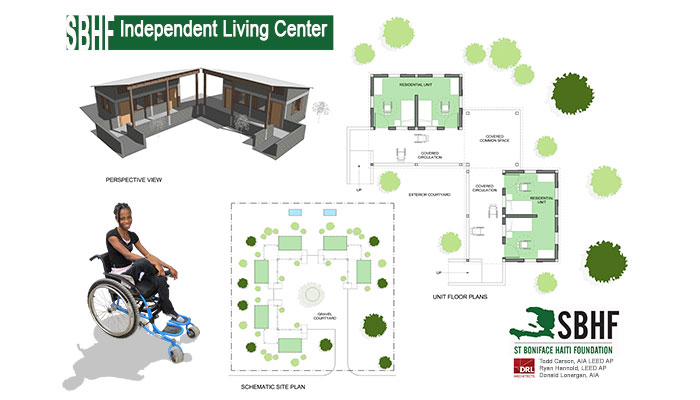 SBHF Independent Living Center
PERSPECTIVE VIEW
RESIDENTIAL UNIT
COVERED
CIRCULATION
COVERED
COMMON SPACE
UP
EXTERIOR COURTYARD
COVERED
CIRCULATION
RESIDENTIAL
UNIT
UP
UNIT FLOOR PLANS
GRAVEL
COURTYARD
SCHEMATIC SITE PLAN
SBHF
ST BONIFACE HAITI FOUNDATION
DRL
ARCHITECTS
Todd Carson, AIA LEED AP
Ryan Hannold, LEED AP
Donald Lonergan, AIA